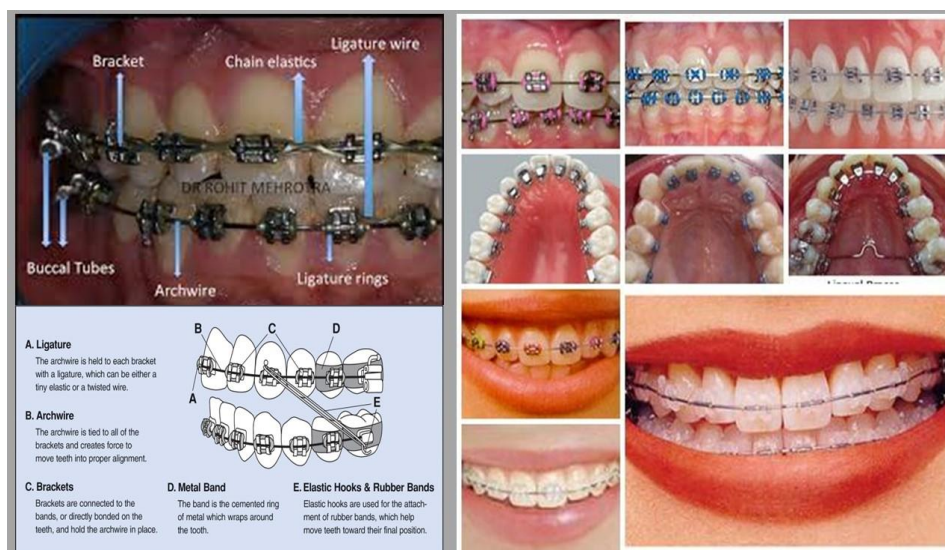 Ligature wire
Bracket
Chain elastics
DR ROHIT MEHROTRA
Buccal Tubes
Archwire
Ligature rings
A. Ligature
The archwire is held to each bracket
with a ligature, which can be either a
tiny elastic or a twisted wire.
B. Archwire
The archwire is tied to all of the
brackets and creates force to
move teeth into proper alignment.
C. Brackets
Brackets are connected to the
bands, or directly bonded on the
teeth, and hold the archwire in place.
B
C
D
A
E
D. Metal Band
The band is the cemented ring
of metal which wraps around
the tooth.
E. Elastic Hooks & Rubber Bands
Elastic hooks are used for the attach-
ment of rubber bands, which help
move teeth toward their final position.